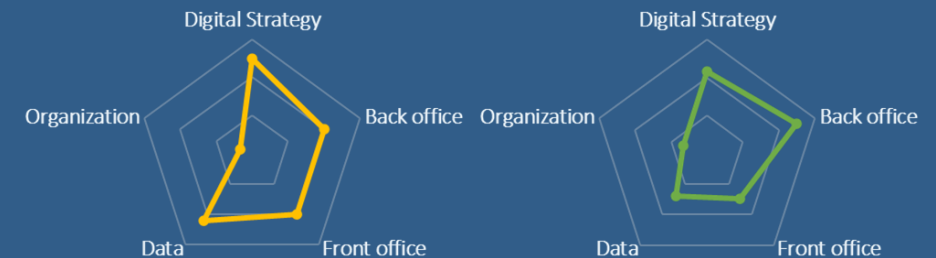 Digital Strategy
Digital Strategy
Organization
Back office
Organization
Back office
Data
Front office
Data
Front office